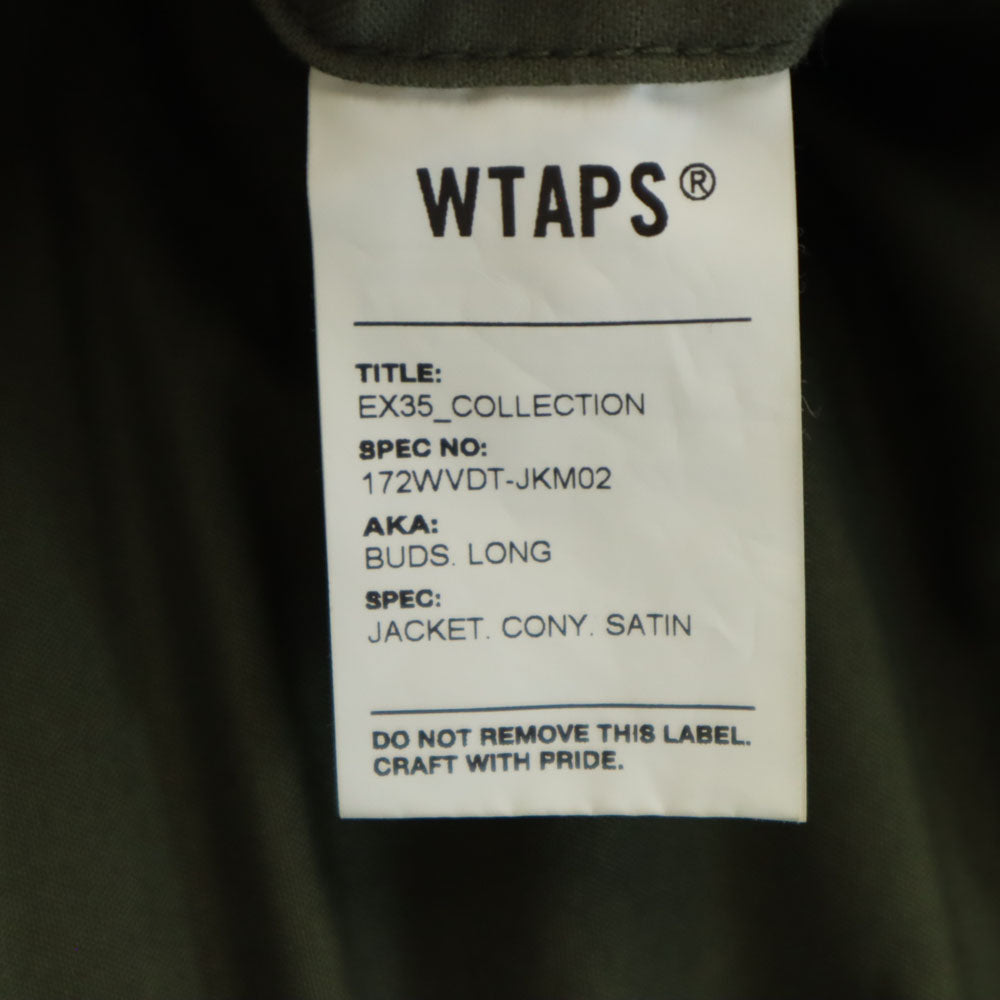 WTAPS®
TITLE:
EX35_COLLECTION
SPEC NO:
172WVDT-JKM02
AKA:
BUDS. LONG
SPEC:
JACKET. CONY. SATIN
DO NOT REMOVE THIS LABEL.
CRAFT WITH PRIDE.